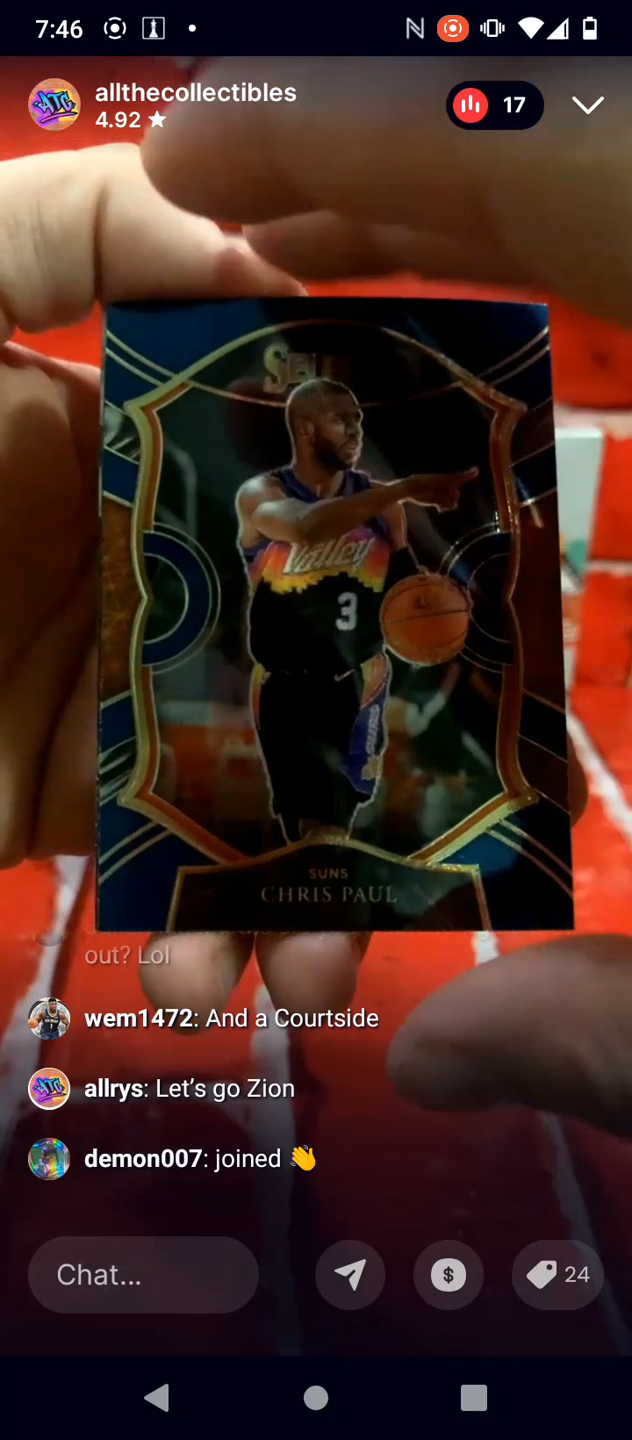 7:46
allthecollectibles
4.92 ★
17
Valley
3
SUNS
CHRIS PAUL
out? Lol
wem1472: And a Courtside
allrys: Let's go Zion
demon007: joined 👋
Chat...
$
24